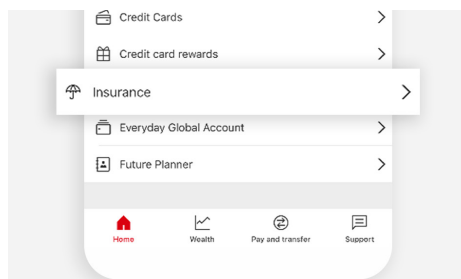 Credit Cards
Credit card rewards
Insurance
Everyday Global Account
Future Planner
Home Wealth Pay and transfer Support